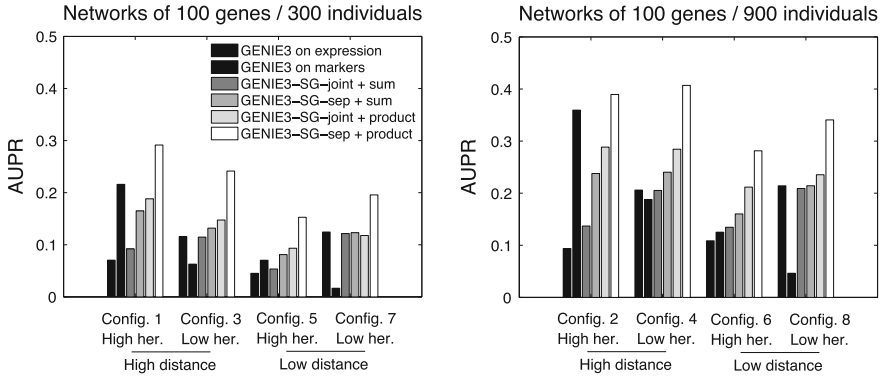 Networks of 100 genes / 300 individuals
AUPR
0.5
0.4
0.3
0.2
0.1
0
GENIE3 on expression
GENIE3 on markers
GENIE3–SG–joint + sum
GENIE3–SG–sep + sum
GENIE3–SG–joint + product
GENIE3–SG–sep + product
Config. 1 Config. 3 Config. 5 Config. 7
High her. Low her. High her. Low her.
High distance Low distance
Networks of 100 genes / 900 individuals
AUPR
0.5
0.4
0.3
0.2
0.1
0
Config. 2 Config. 4 Config. 6 Config. 8
High her. Low her. High her. Low her.
High distance Low distance